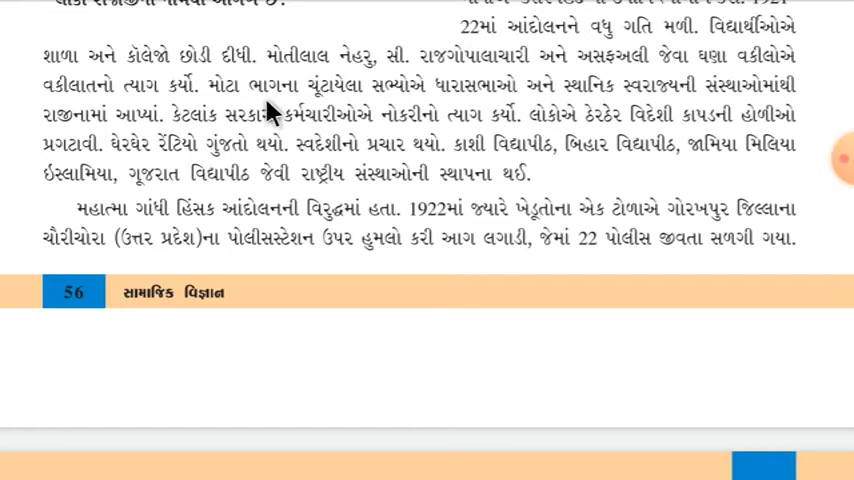 22માં આંદોલનને વધુ ગતિ મળી. વિદ્યાર્થીઓએ
શાળા અને કૉલેજો છોડી દીધી. મોતીલાલ નેહરુ, સી. રાજગોપાલાચારી અને અસફઅલી જેવા ઘણા વકીલોએ
વકીલાતનો ત્યાગ કર્યો. મોટા ભાગના ચૂંટાયેલા સભ્યોએ ધારાસભાઓ અને સ્થાનિક સ્વરાજ્યની સંસ્થાઓમાંથી
રાજીનામાં આપ્યાં. કેટલાંક સરકારી કર્મચારીઓએ નોકરીનો ત્યાગ કર્યો. લોકોએ ઠેરઠેર વિદેશી કાપડની હોળીઓ
પ્રગટાવી. ઘેરઘેર રેંટિયો ગુંજતો થયો. સ્વદેશીનો પ્રચાર થયો. કાશી વિદ્યાપીઠ, બિહાર વિદ્યાપીઠ, જામિયા મિલિયા
ઇસ્લામિયા, ગૂજરાત વિદ્યાપીઠ જેવી રાષ્ટ્રીય સંસ્થાઓની સ્થાપના થઈ.
મહાત્મા ગાંધી હિંસક આંદોલનની વિરુદ્ધમાં હતા. 1922માં જ્યારે ખેડૂતોના એક ટોળાએ ગોરખપુર જિલ્લાના
ચૌરીચોરા (ઉત્તર પ્રદેશ)ના પોલીસસ્ટેશન ઉપર હુમલો કરી આગ લગાડી, જેમાં 22 પોલીસ જીવતા સળગી ગયા.
56 સામાજિક વિજ્ઞાન